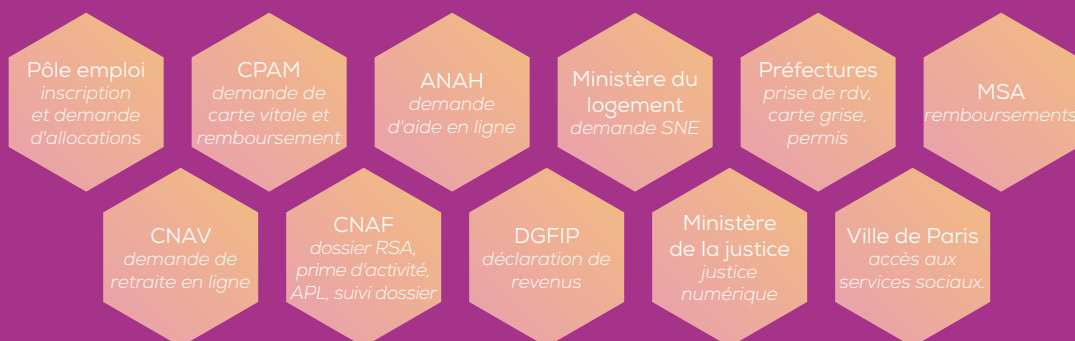 Pôle emploi
inscription
et demande
d'allocations
CPAM
demande de
carte vitale et
remboursement
ANAH
demande
d'aide en ligne
Ministère du
logement
demande SNE
Préfectures
prise de rdv,
carte grise,
permis
MSA
remboursements
CNAV
demande de
retraite en ligne
CNAF
dossier RSA,
prime d'activité,
APL, suivi dossier
DGFIP
déclaration de
revenus
Ministère
de la justice
justice
numérique
Ville de Paris
accès aux
services sociaux.